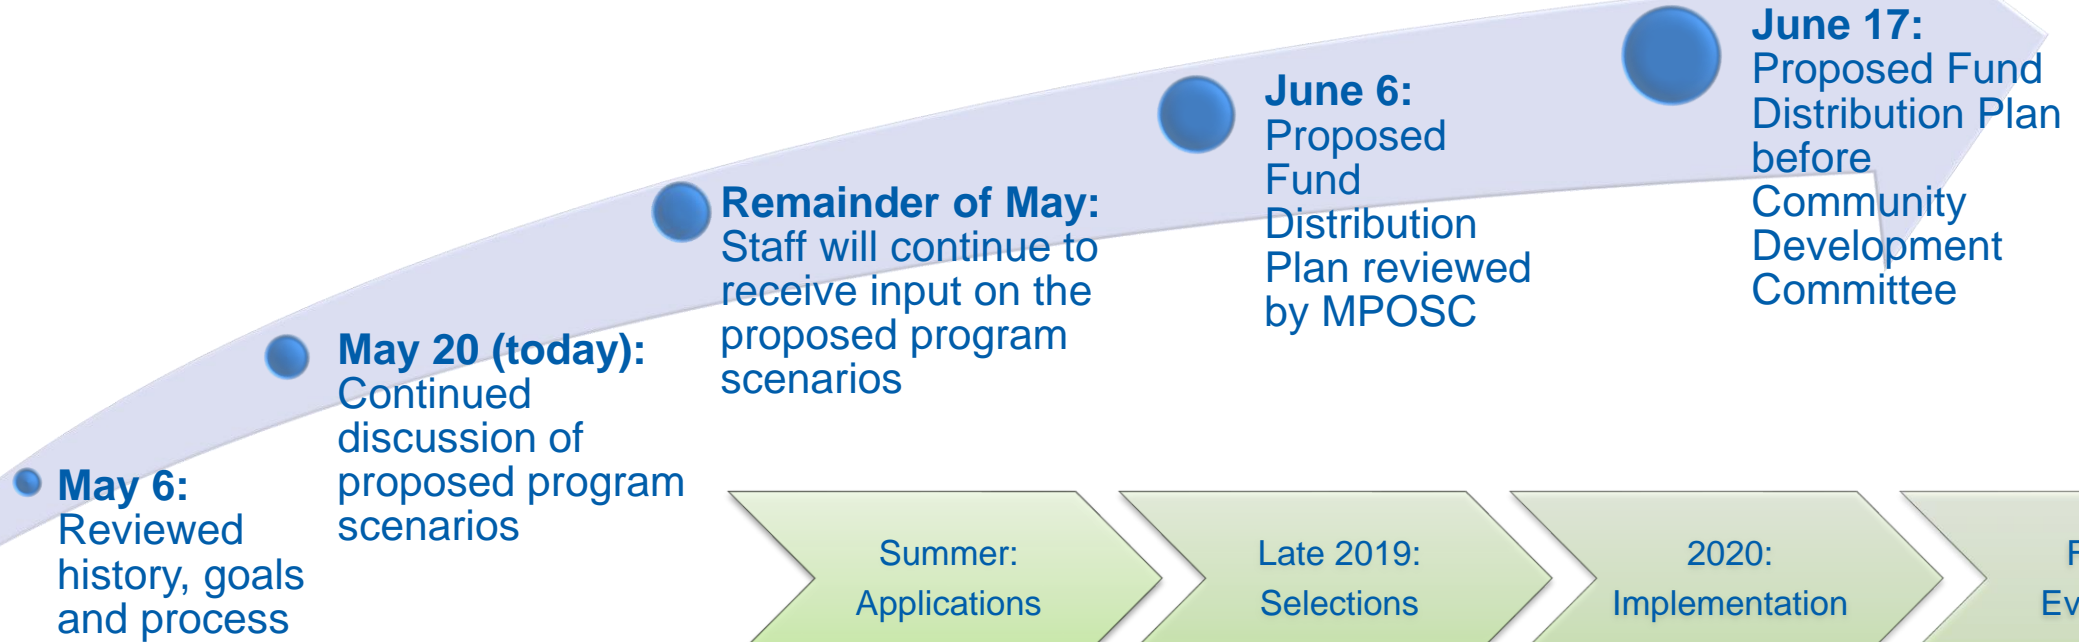 May 6:
Reviewed
history, goals
and process
May 20 (today):
Continued
discussion of
proposed program
scenarios
Remainder of May:
Staff will continue to
receive input on the
proposed program
scenarios
June 6:
Proposed
Fund
Distribution
Plan reviewed
by MPOSC
June 17:
Proposed Fund
Distribution Plan
before
Community
Development
Committee
Summer:
Applications
Late 2019:
Selections
2020:
Implementation